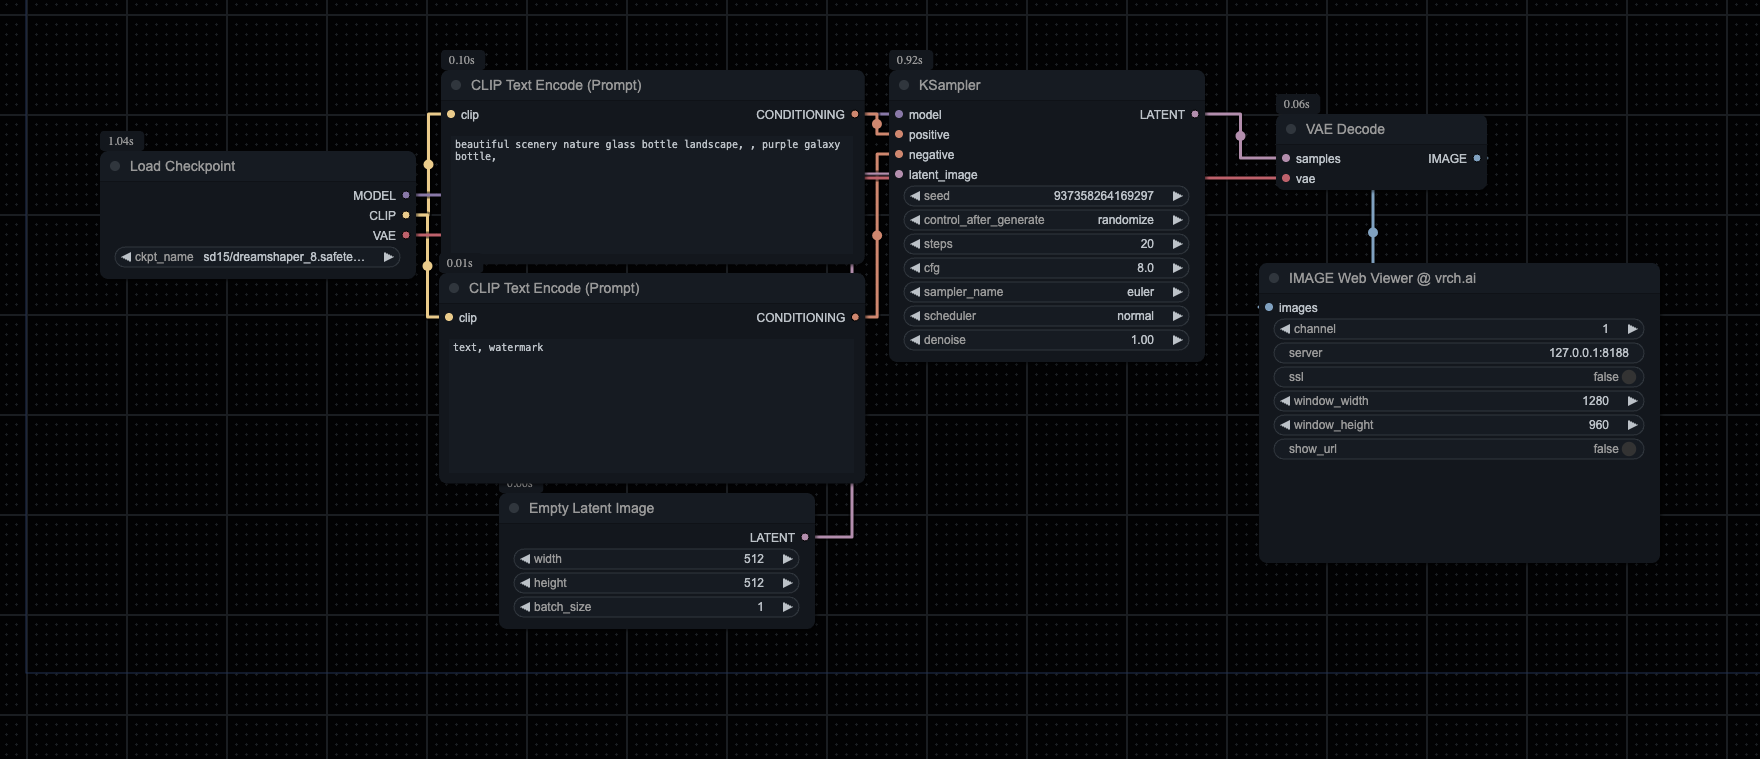 1.04s
Load Checkpoint
MODEL
CLIP
VAE
ckpt_name sd15/dreamshaper_8.safete...
0.10s
CLIP Text Encode (Prompt)
clip CONDITIONING
beautiful scenery nature glass bottle landscape, , purple galaxy
bottle,
0.01s
CLIP Text Encode (Prompt)
clip CONDITIONING
text, watermark
Empty Latent Image
LATENT
width 512
height 512
batch_size 1
0.92s
KSampler
model LATENT
positive
negative
latent_image
seed 937358264169297
control_after_generate randomize
steps 20
cfg 8.0
sampler_name euler
scheduler normal
denoise 1.00
0.06s
VAE Decode
samples IMAGE
vae
IMAGE Web Viewer @ vrch.ai
images
channel 1
server 127.0.0.1:8188
ssl false
window_width 1280
window_height 960
show_url false